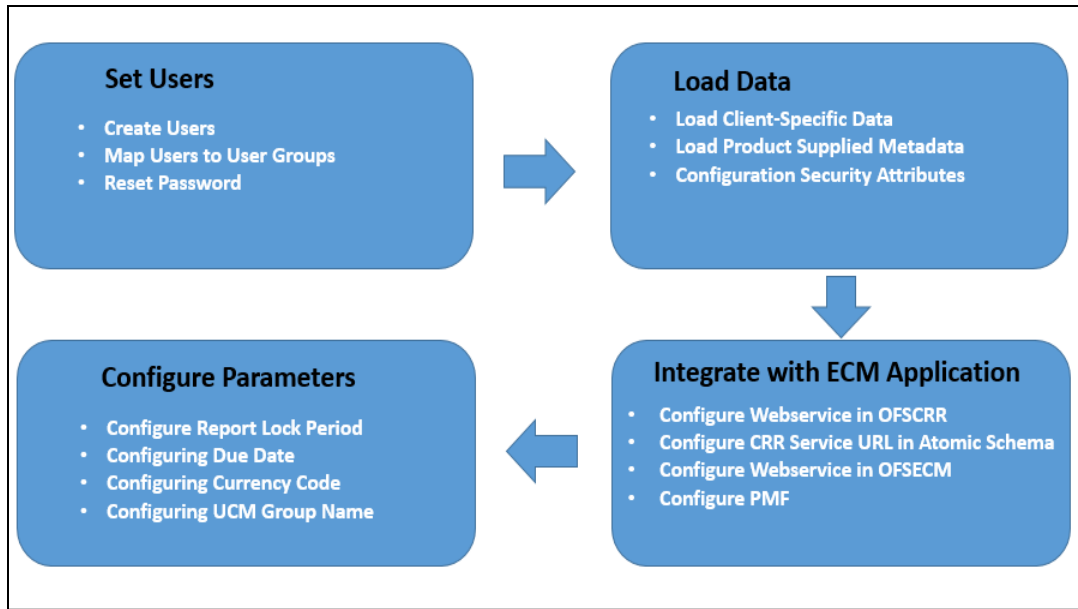 Set Users
• Create Users
• Map Users to User Groups
• Reset Password
Load Data
• Load Client-Specific Data
• Load Product Supplied Metadata
• Configuration Security Attributes
Integrate with ECM Application
• Configure Webservice in OFSCRR
• Configure CRR Service URL in Atomic Schema
• Configure Webservice in OFSECM
• Configure PMF
Configure Parameters
• Configure Report Lock Period
• Configuring Due Date
• Configuring Currency Code
• Configuring UCM Group Name